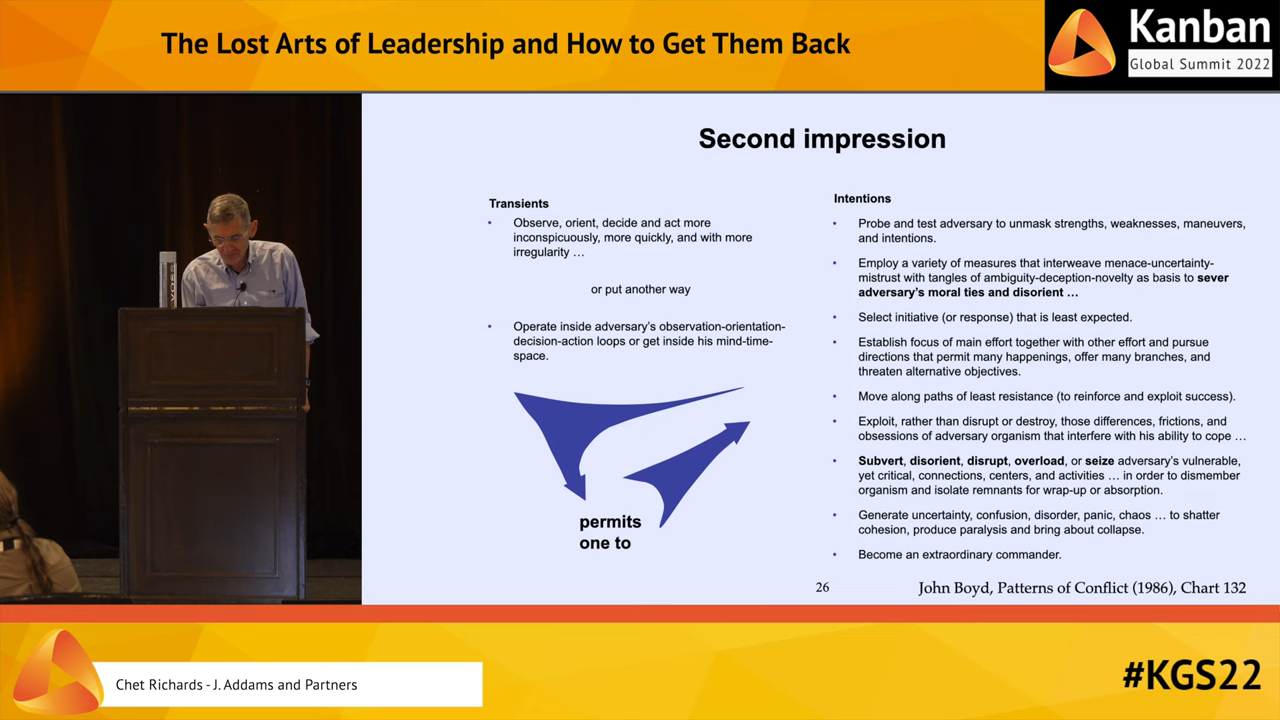 The Lost Arts of Leadership and How to Get Them Back
Kanban
Global Summit 2022
Second impression
Transients
• Observe, orient, decide and act more
inconspicuously, more quickly, and with more
irregularity …
or put another way
• Operate inside adversary's observation-orientation-
decision-action loops or get inside his mind-time-
space.
permits
one to
Intentions
• Probe and test adversary to unmask strengths, weaknesses, maneuvers,
and intentions.
• Employ a variety of measures that interweave menace-uncertainty-
mistrust with tangles of ambiguity-deception-novelty as basis to sever
adversary's moral ties and disorient …
• Select initiative (or response) that is least expected.
• Establish focus of main effort together with other effort and pursue
directions that permit many happenings, offer many branches, and
threaten alternative objectives.
• Move along paths of least resistance (to reinforce and exploit success).
• Exploit, rather than disrupt or destroy, those differences, frictions, and
obsessions of adversary organism that interfere with his ability to cope …
• Subvert, disorient, disrupt, overload, or seize adversary's vulnerable,
yet critical, connections, centers, and activities … in order to dismember
organism and isolate remnants for wrap-up or absorption.
• Generate uncertainty, confusion, disorder, panic, chaos … to shatter
cohesion, produce paralysis and bring about collapse.
• Become an extraordinary commander.
26
John Boyd, Patterns of Conflict (1986), Chart 132
VOSS
Chet Richards - J. Addams and Partners
#KGS22